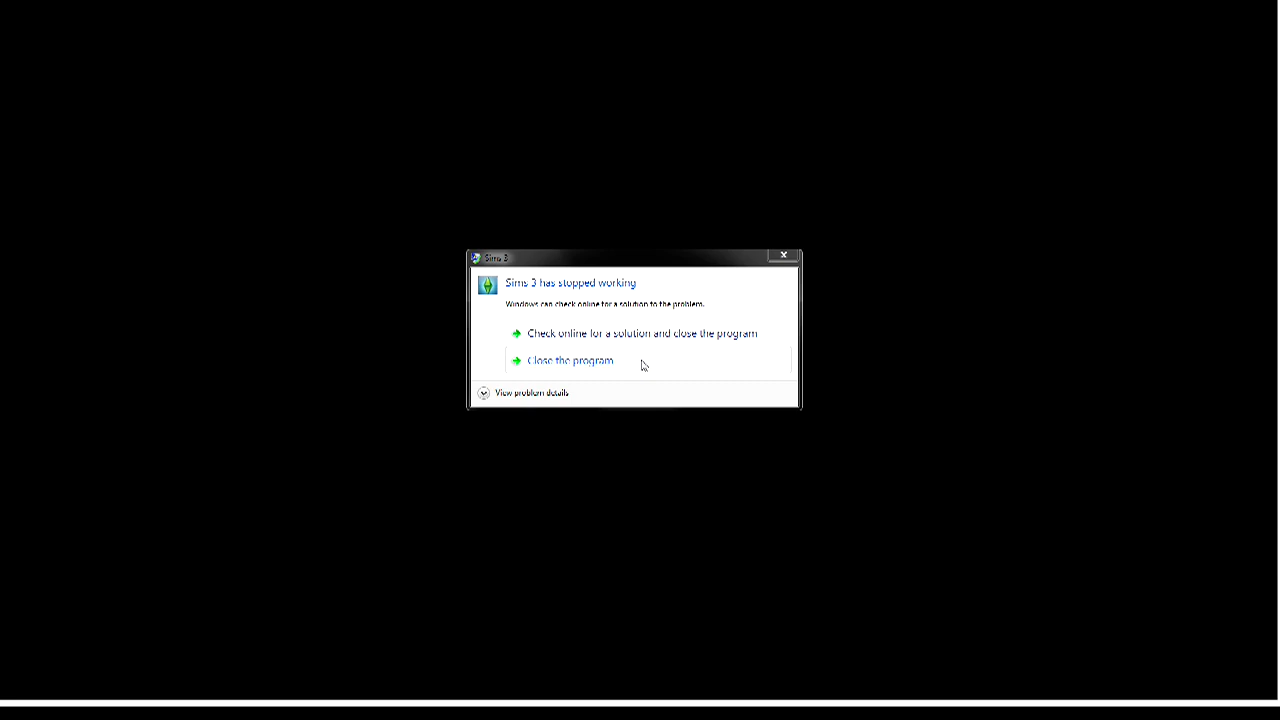 Sims 3
Sims 3 has stopped working
Windows can check online for a solution to the problem.
Check online for a solution and close the program
Close the program
View problem details